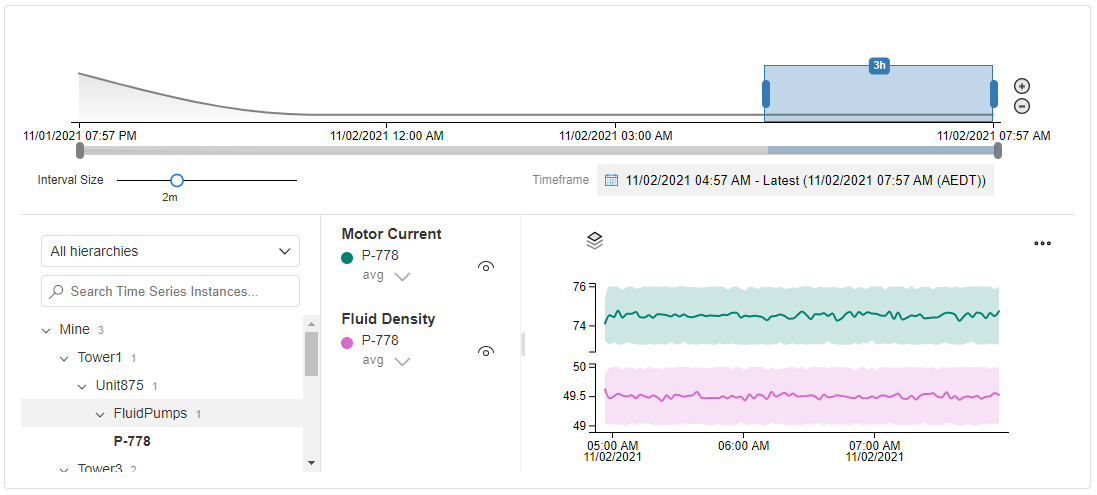 3h
11/01/2021 07:57 PM 11/02/2021 12:00 AM 11/02/2021 03:00 AM 11/02/2021 07:57 AM
Interval Size
2m
Timeframe 11/02/2021 04:57 AM - Latest (11/02/2021 07:57 AM (AEDT))
All hierarchies
Search Time Series Instances...
Mine 3
Tower1 1
Unit875 1
FluidPumps 1
P-778
Tower3 2
Motor Current
P-778
avg
Fluid Density
P-778
avg
76
74
50
49.5
49
05:00 AM 06:00 AM 07:00 AM
11/02/2021 11/02/2021